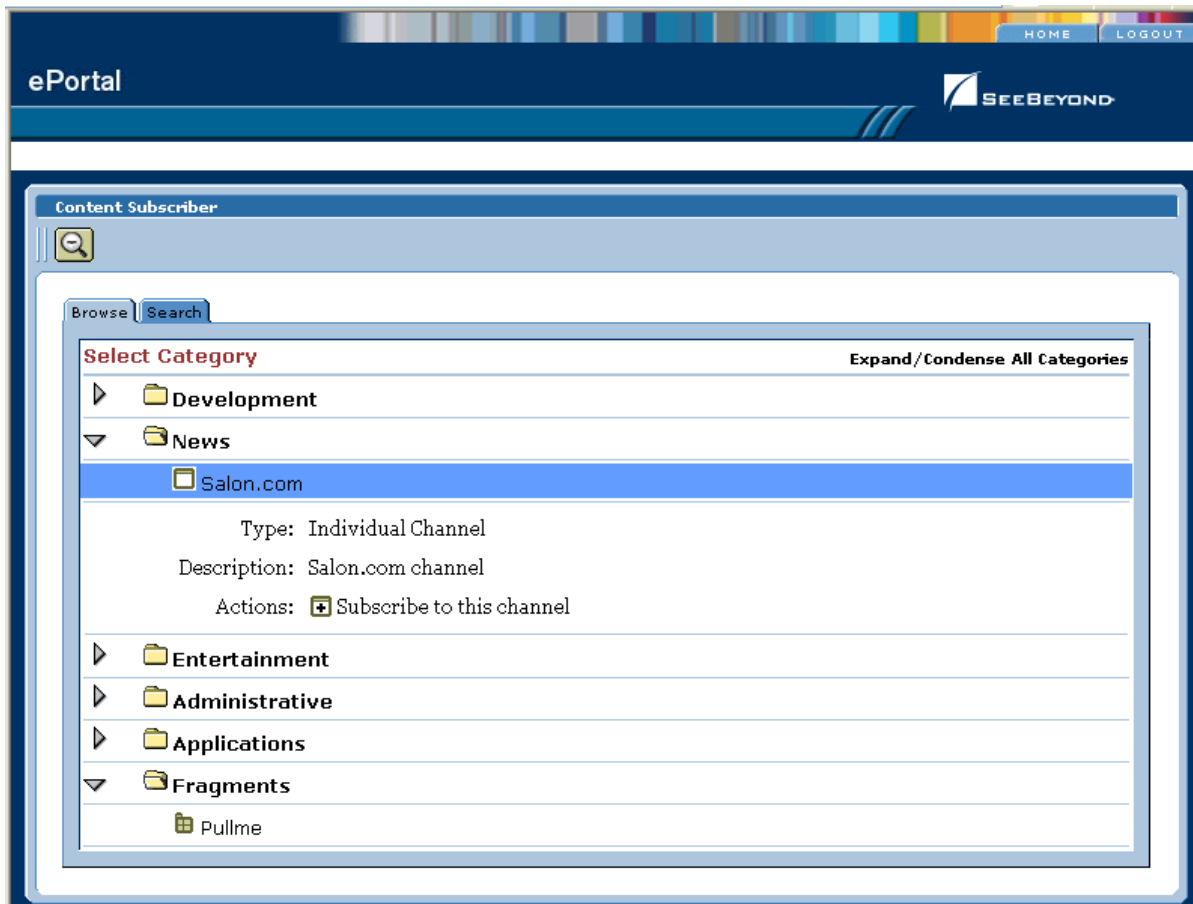 HOME LOGOUT
ePortal
SEEBEYOND
Content Subscriber
Browse Search
Select Category Expand/Condense All Categories
Development
News
Salon.com
Type: Individual Channel
Description: Salon.com channel
Actions: Subscribe to this channel
Entertainment
Administrative
Applications
Fragments
Pullme